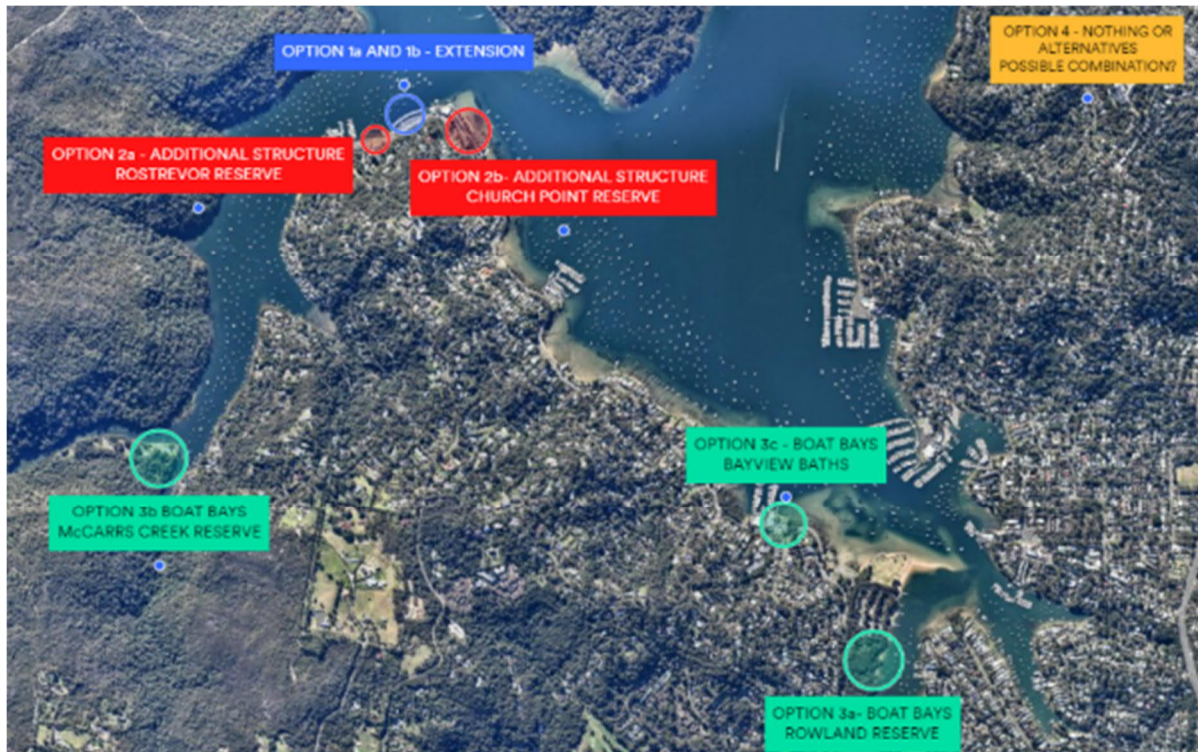 OPTION 1a AND 1b - EXTENSION
OPTION 4 - NOTHING OR
ALTERNATIVES
POSSIBLE COMBINATION?
OPTION 2a - ADDITIONAL STRUCTURE
ROSTREVOR RESERVE
OPTION 2b- ADDITIONAL STRUCTURE
CHURCH POINT RESERVE
OPTION 3c - BOAT BAYS
BAYVIEW BATHS
OPTION 3b BOAT BAYS
McCARRS CREEK RESERVE
OPTION 3a- BOAT BAYS
ROWLAND RESERVE